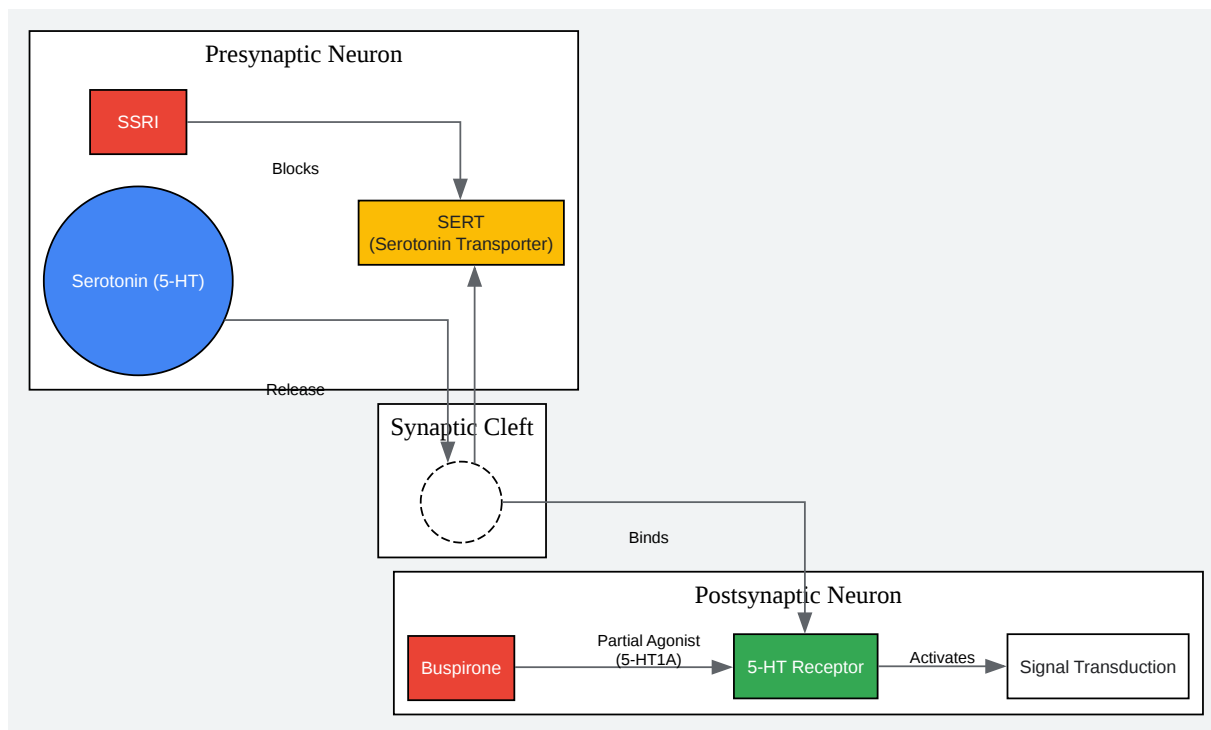 Presynaptic Neuron
SSRI
Blocks
SERT
(Serotonin Transporter)
Serotonin (5-HT)
Release
Synaptic Cleft
Binds
Postsynaptic Neuron
Buspirone
Partial Agonist
(5-HT1A)
5-HT Receptor
Activates
Signal Transduction